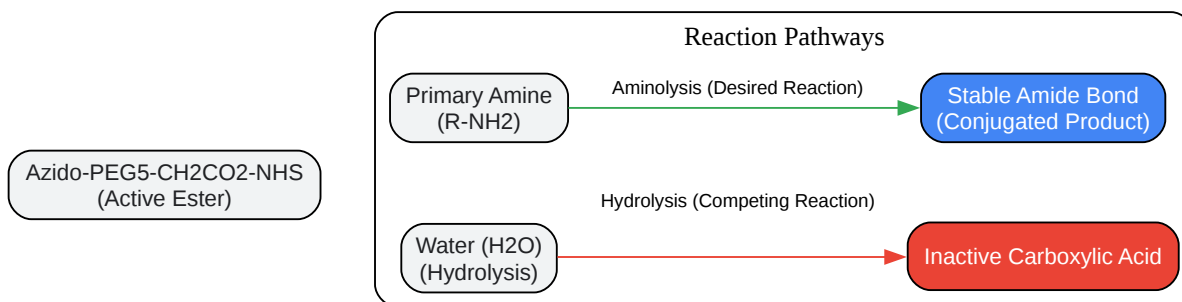 Reaction Pathways
Primary Amine
(R-NH2)
Aminolysis (Desired Reaction)
Stable Amide Bond
(Conjugated Product)
Azido-PEG5-CH2CO2-NHS
(Active Ester)
Hydrolysis (Competing Reaction)
Water (H2O)
(Hydrolysis)
Inactive Carboxylic Acid